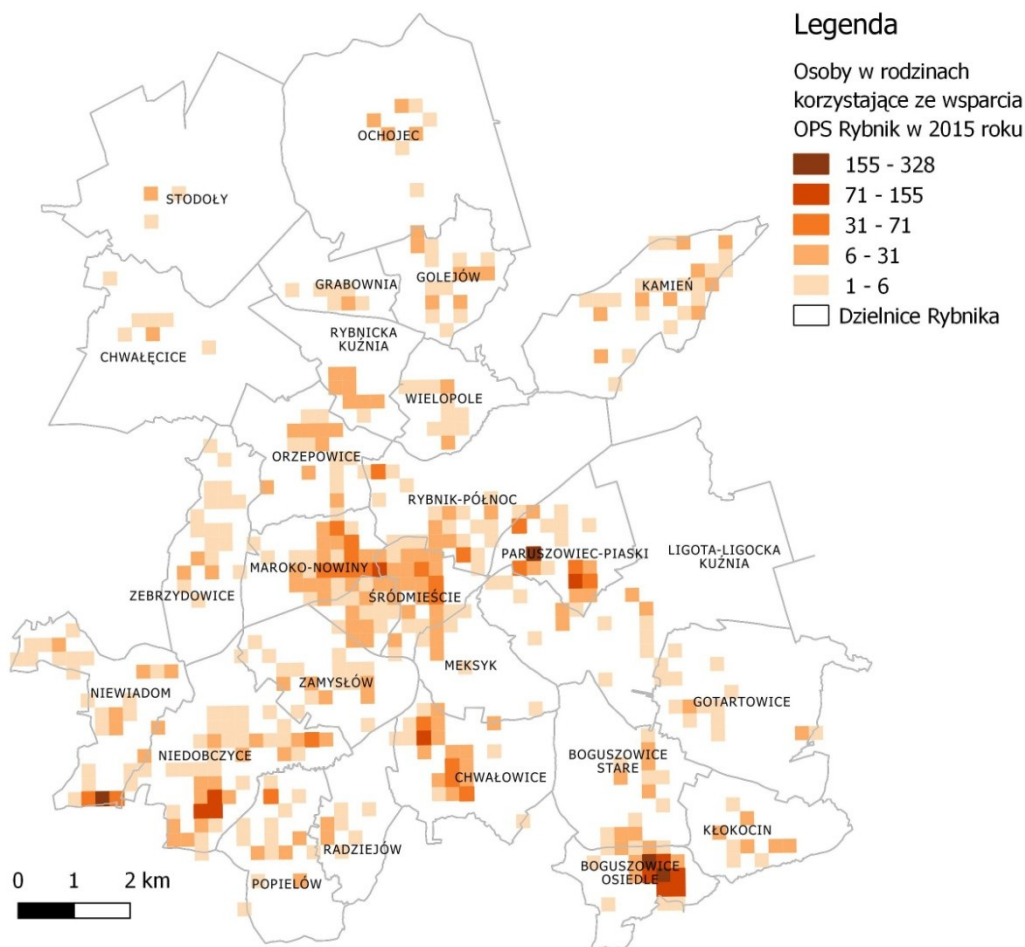 Legenda
Osoby w rodzinach
korzystające ze wsparcia
OPS Rybnik w 2015 roku
155 - 328
71 - 155
31 - 71
6 - 31
1 - 6
Dzielnice Rybnika
OCHOJEC
STODOŁY
GRABOWNIA
GOLEJÓW
KAMIEŃ
RYBNICKA
KUŹNIA
CHWAŁĘCICE
WIELOPOLE
ORZEPOWICE
RYBNIK-PÓŁNOC
PARUSZOWIEC-PIASKI
LIGOTA-LIGOCKA
KUŹNIA
MAROKO-NOWINY
ZEBRZYDOWICE
ŚRÓDMIEŚCIE
MEKSYK
ZAMYSŁÓW
NIEWIADOM
GOTARTOWICE
NIEDOBCZYCE
BOGUSZOWICE
STARE
CHWAŁOWICE
KŁOKOCIN
RADZIEJÓW
BOGUSZOWICE
OSIEDLE
POPIELÓW
0 1 2 km